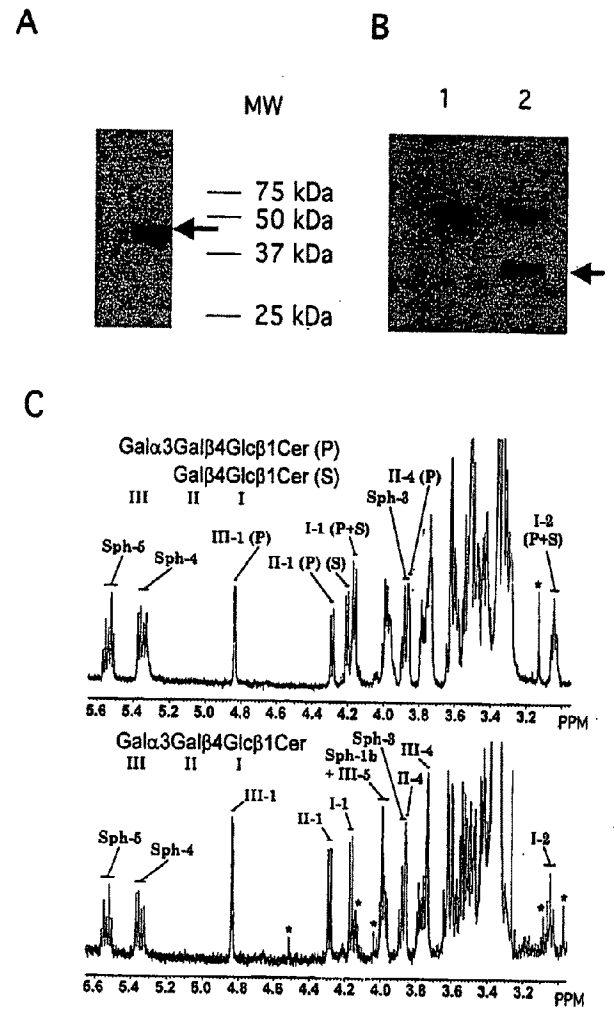 A
B
MW
1 2
75 kDa
50 kDa
37 kDa
25 kDa
C
Galα3Galβ4Glcβ1Cer (P)
Galβ4Glcβ1Cer (S)
III II I
Sph-5
Sph-4
III-1 (P)
II-1 (P) (S)
I-1 (P+S)
Sph-3
II-4 (P)
I-2
(P+S)
*
5.6 5.4 5.2 5.0 4.8 4.6 4.4 4.2 4.0 3.8 3.6 3.4 3.2 PPM
Galα3Galβ4Glcβ1Cer
III II I
Sph-5
Sph-4
III-1
*
II-1
I-1
*
*
Sph-1b
+ III-5
Sph-3
II-4
III-4
I-2
*
*
5.6 5.4 5.2 5.0 4.8 4.6 4.4 4.2 4.0 3.8 3.6 3.4 3.2 PPM